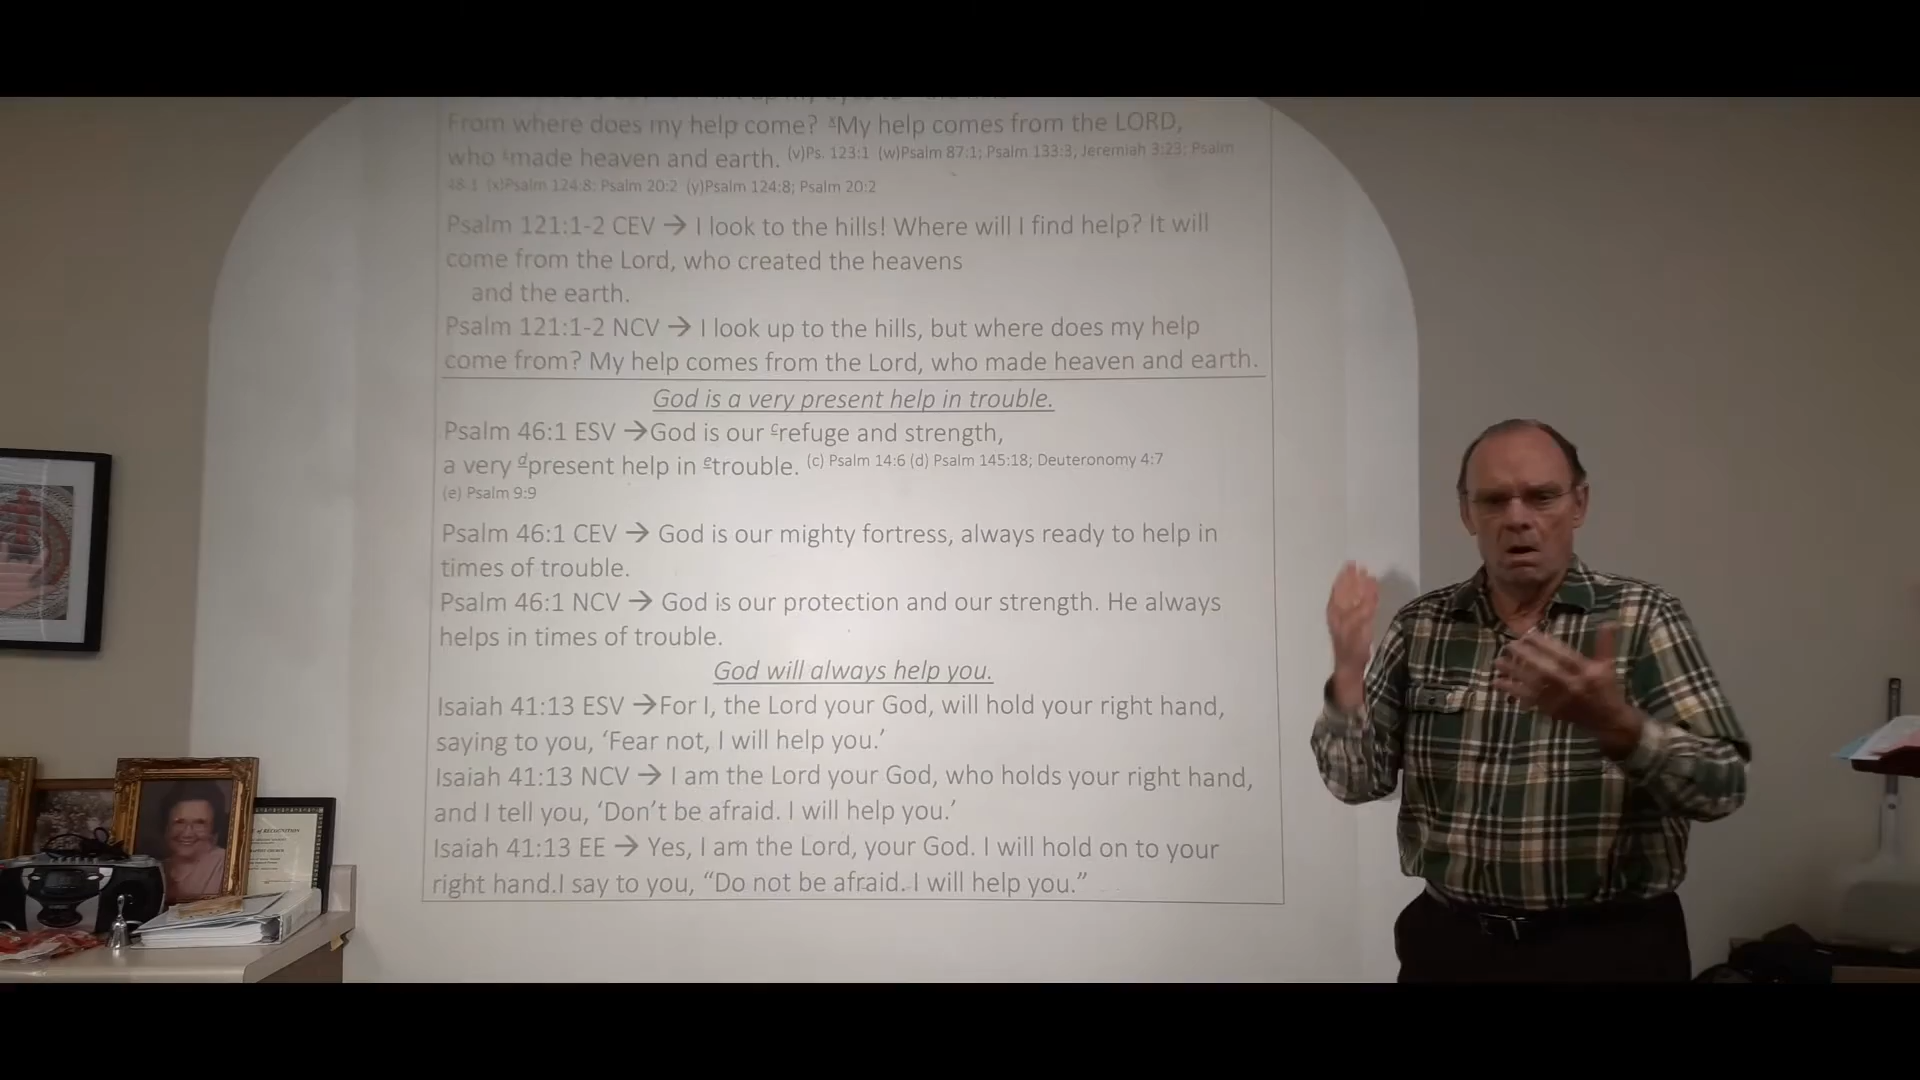 From where does my help come? xMy help comes from the LORD,
who made heaven and earth. (v)Ps. 123:1 (w)Psalm 87:1; Psalm 133:3, Jeremiah 3:23; Psalm
48:1 (x)Psalm 124:8; Psalm 20:2 (y)Psalm 124:8; Psalm 20:2
Psalm 121:1-2 CEV → I look to the hills! Where will I find help? It will
come from the Lord, who created the heavens
and the earth.
Psalm 121:1-2 NCV → I look up to the hills, but where does my help
come from? My help comes from the Lord, who made heaven and earth.
God is a very present help in trouble.
Psalm 46:1 ESV →God is our crefuge and strength,
a very dpresent help in etrouble. (c) Psalm 14:6 (d) Psalm 145:18; Deuteronomy 4:7
(e) Psalm 9:9
Psalm 46:1 CEV → God is our mighty fortress, always ready to help in
times of trouble.
Psalm 46:1 NCV → God is our protection and our strength. He always
helps in times of trouble.
God will always help you.
Isaiah 41:13 ESV →For I, the Lord your God, will hold your right hand,
saying to you, ‘Fear not, I will help you.’
Isaiah 41:13 NCV → I am the Lord your God, who holds your right hand,
and I tell you, ‘Don’t be afraid. I will help you.’
Isaiah 41:13 EE → Yes, I am the Lord, your God. I will hold on to your
right hand.I say to you, “Do not be afraid. I will help you.”